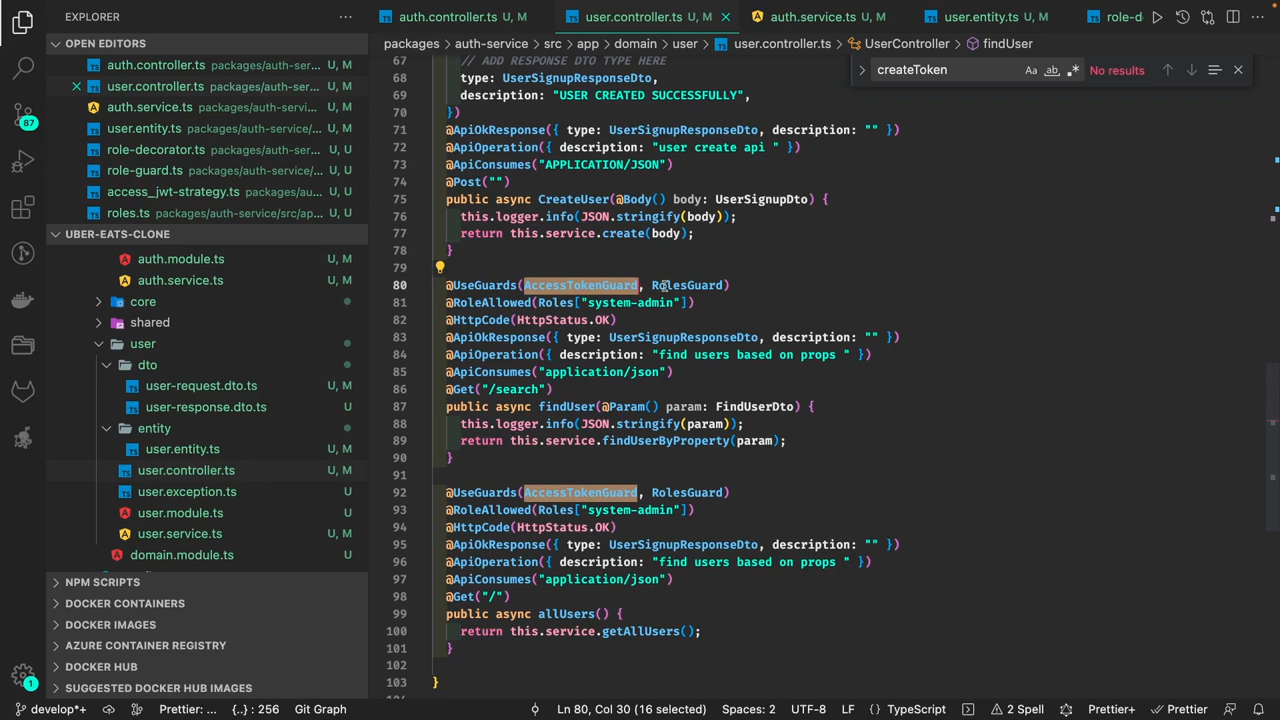 EXPLORER
OPEN EDITORS
auth.controller.ts packages/auth-ser...
user.controller.ts packages/auth-ser...
auth.service.ts packages/auth-servi...
user.entity.ts packages/auth-service/...
role-decorator.ts packages/auth-ser...
role-guard.ts packages/auth-service/...
access_jwt-strategy.ts packages/au...
roles.ts packages/auth-service/src/ap...
UBER-EATS-CLONE
auth.module.ts U
auth.service.ts U
core
shared
user
dto
user-request.dto.ts U, M
user-response.dto.ts U
entity
user.entity.ts U, M
user.controller.ts U, M
user.exception.ts U
user.module.ts U
user.service.ts U
domain.module.ts U
NPM SCRIPTS
DOCKER CONTAINERS
DOCKER IMAGES
AZURE CONTAINER REGISTRY
DOCKER HUB
SUGGESTED DOCKER HUB IMAGES
87
1
auth.controller.ts U, M
user.controller.ts U, M
auth.service.ts U, M
user.entity.ts U, M
role-d
packages > auth-service > src > app > domain > user > user.controller.ts > UserController > findUser
createToken
Aa
ab
No results
67 // ADD RESPONSE DTO TYPE HERE
68 type: UserSignupResponseDto,
69 description: "USER CREATED SUCCESSFULLY",
70 })
71 @ApiOkResponse({ type: UserSignupResponseDto, description: "" })
72 @ApiOperation({ description: "user create api " })
73 @ApiConsumes("APPLICATION/JSON")
74 @Post("")
75 public async CreateUser(@Body() body: UserSignupDto) {
76 this.logger.info(JSON.stringify(body));
77 return this.service.create(body);
78 }
79
80 @UseGuards(AccessTokenGuard, RolesGuard)
81 @RoleAllowed(Roles["system-admin"])
82 @HttpCode(HttpStatus.OK)
83 @ApiOkResponse({ type: UserSignupResponseDto, description: "" })
84 @ApiOperation({ description: "find users based on props " })
85 @ApiConsumes("application/json")
86 @Get("/search")
87 public async findUser(@Param() param: FindUserDto) {
88 this.logger.info(JSON.stringify(param));
89 return this.service.findUserByProperty(param);
90 }
91
92 @UseGuards(AccessTokenGuard, RolesGuard)
93 @RoleAllowed(Roles["system-admin"])
94 @HttpCode(HttpStatus.OK)
95 @ApiOkResponse({ type: UserSignupResponseDto, description: "" })
96 @ApiOperation({ description: "find users based on props " })
97 @ApiConsumes("application/json")
98 @Get("/")
99 public async allUsers() {
100 return this.service.getAllUsers();
101 }
102
103 }
develop*+
Prettier: ...
{..} : 256
Git Graph
Ln 80, Col 30 (16 selected)
Spaces: 2
UTF-8
LF
TypeScript
2 Spell
Prettier+
Prettier